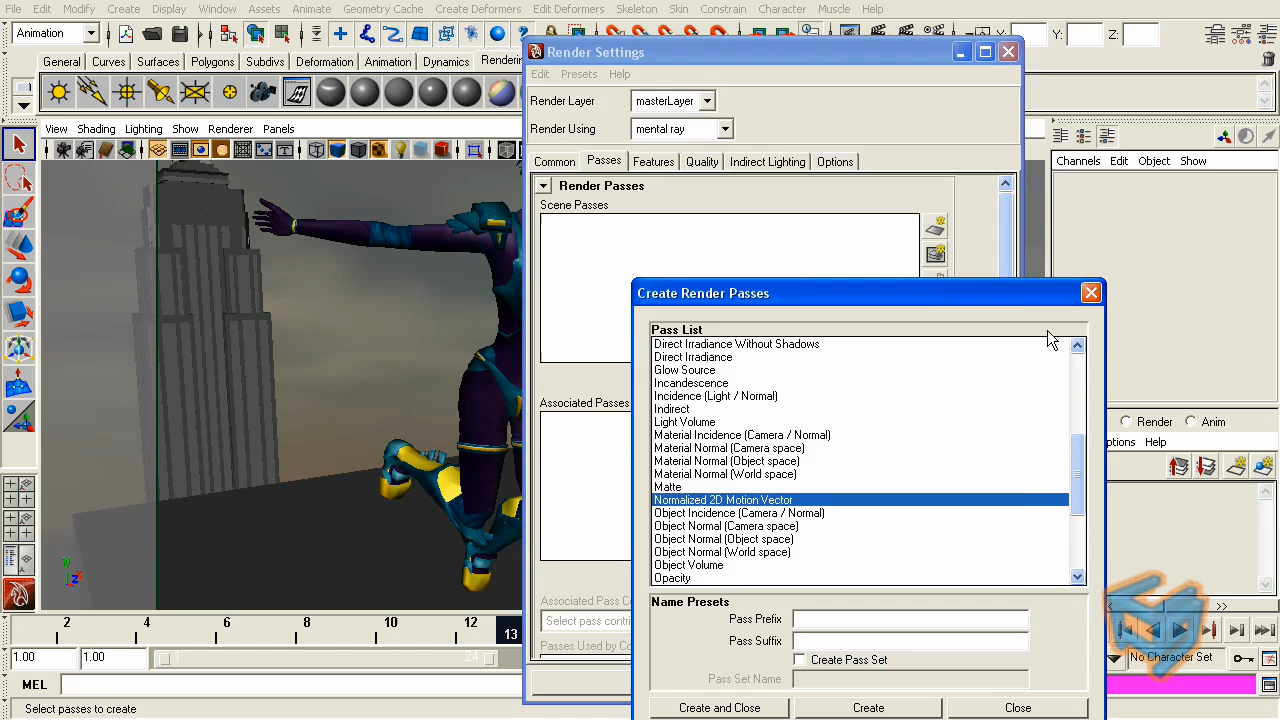 File Edit Modify Create Display Window Assets Animate Geometry Cache Create Deformers Edit Deformers Skeleton Skin Constrain Character Muscle Help
Animation
X: Y: Z:
Render Settings
General Curves Surfaces Polygons Subdivs Deformation Animation Dynamics Rendering
Edit Presets Help
Render Layer masterLayer
Render Using mental ray
View Shading Lighting Show Renderer Panels
Common Passes Features Quality Indirect Lighting Options
Channels Edit Object Show
Render Passes
Scene Passes
Create Render Passes
Pass List
Direct Irradiance Without Shadows
Direct Irradiance
Glow Source
Incandescence
Incidence (Light / Normal)
Indirect
Light Volume
Material Incidence (Camera / Normal)
Material Normal (Camera space)
Material Normal (Object space)
Material Normal (World space)
Matte
Normalized 2D Motion Vector
Object Incidence (Camera / Normal)
Object Normal (Camera space)
Object Normal (Object space)
Object Normal (World space)
Object Volume
Opacity
Associated Passes
Render Anim
ptions Help
Associated Pass Co
Select pass contri
Passes Used by Co
Name Presets
Pass Prefix
Pass Suffix
Create Pass Set
Pass Set Name
Create and Close Create Close
y
z x
2 4 6 8 10 12 13
1.00 1.00 1 24
No Character Set
MEL
Select passes to create